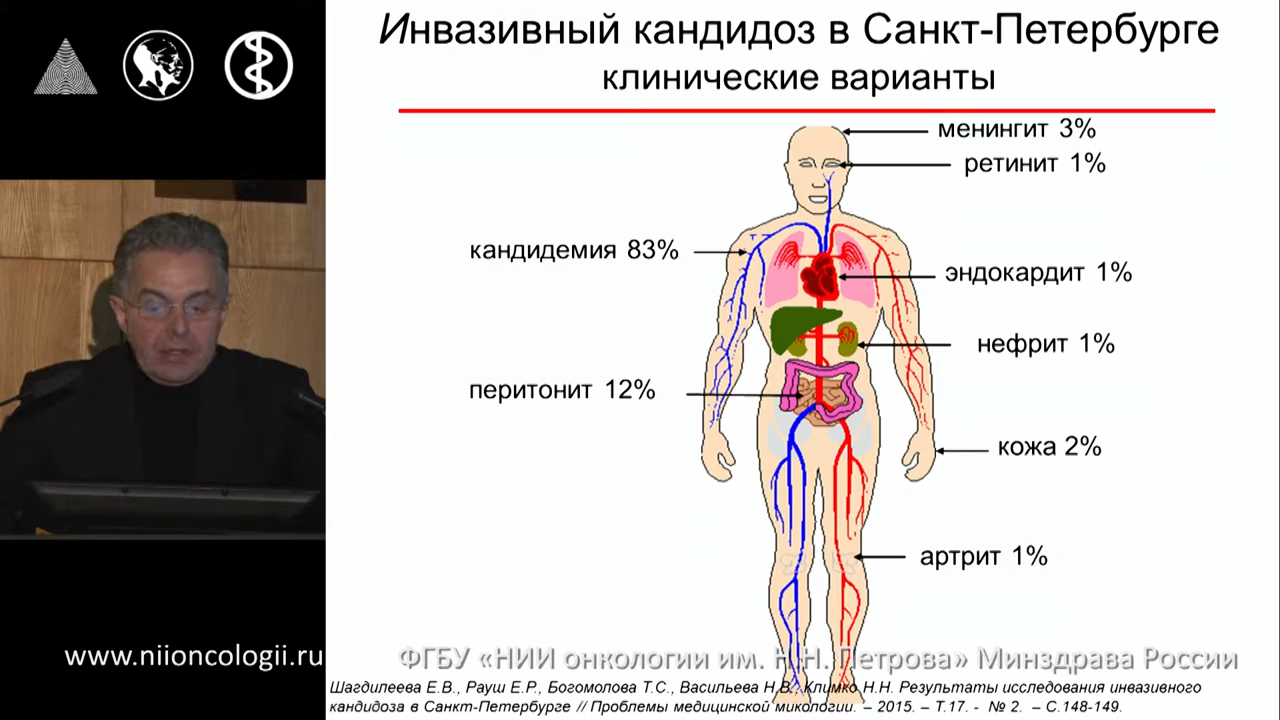 Инвазивный кандидоз в Санкт-Петербурге
клинические варианты
менингит 3%
ретинит 1%
кандидемия 83%
эндокардит 1%
нефрит 1%
перитонит 12%
кожа 2%
артрит 1%
www.niioncologii.ru
ФГБУ «НИИ онкологии им. Н.Н. Петрова» Минздрава России
Шагдилеева Е.В., Рауш Е.Р., Богомолова Т.С., Васильева Н.В., Климко Н.Н. Результаты исследования инвазивного
кандидоза в Санкт-Петербурге // Проблемы медицинской микологии. – 2015. – Т.17. - № 2. – С.148-149.